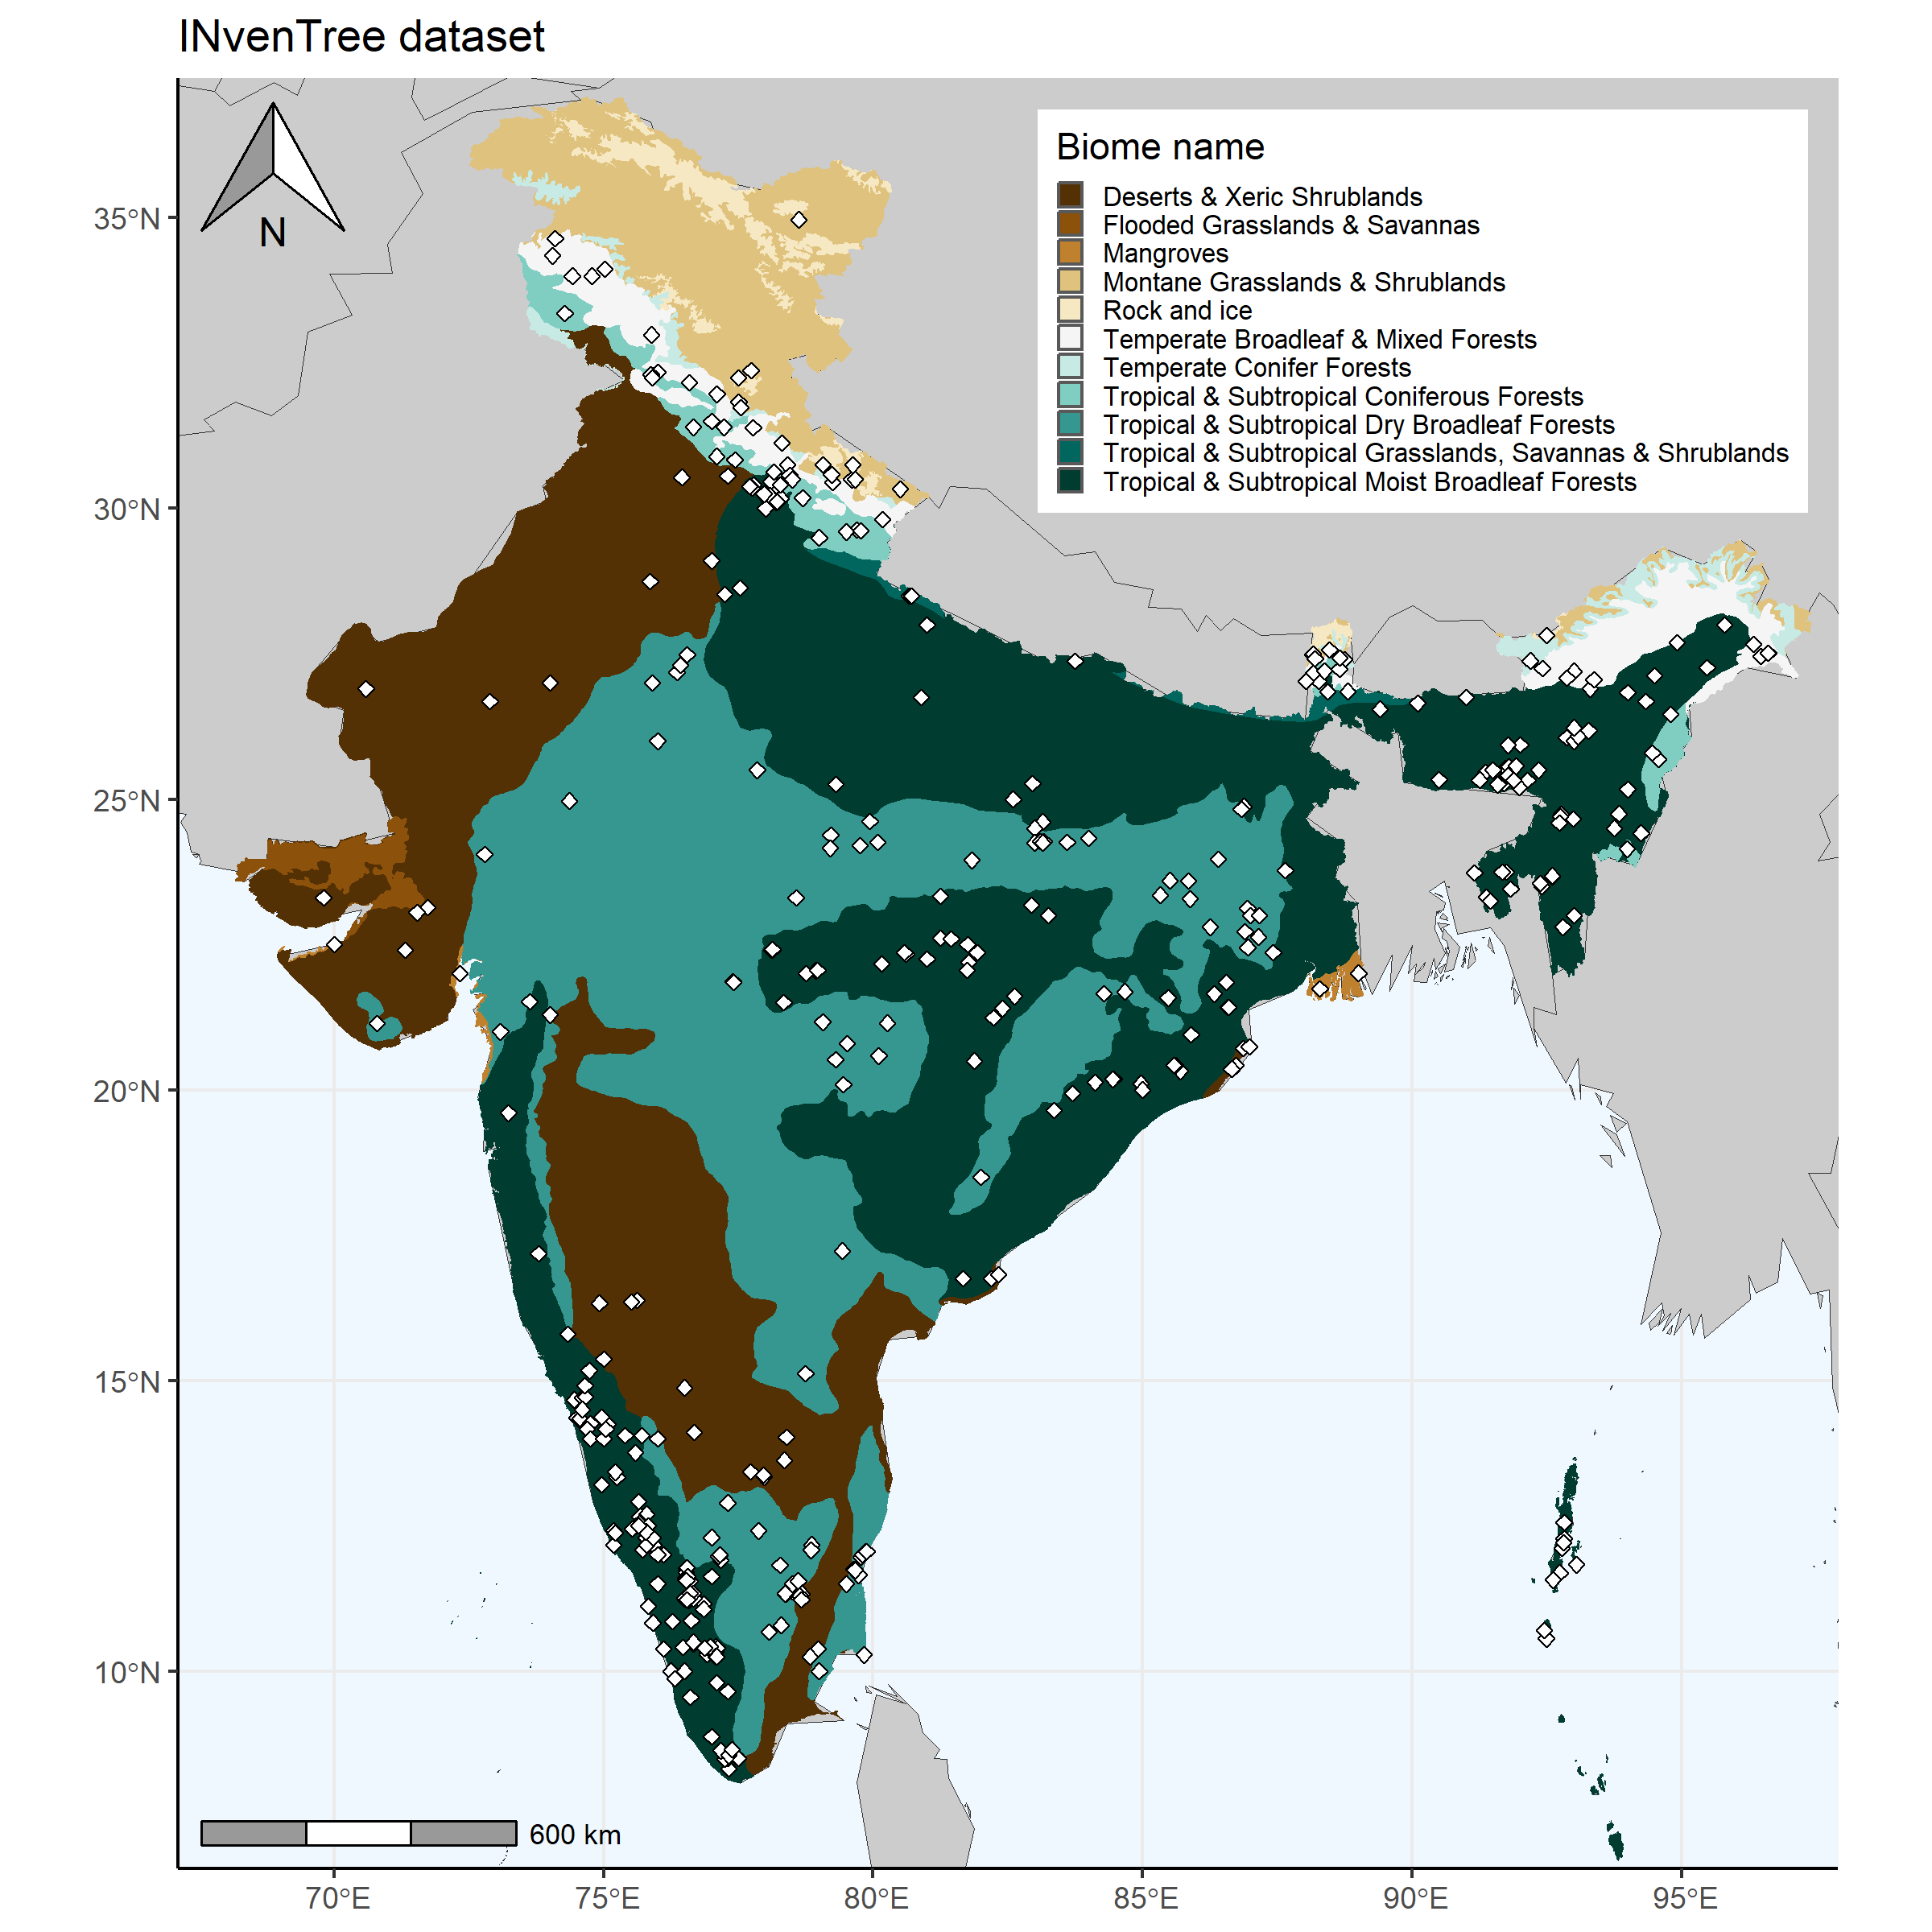 INvenTree dataset
N
Biome name
Deserts & Xeric Shrublands
Flooded Grasslands & Savannas
Mangroves
Montane Grasslands & Shrublands
Rock and ice
Temperate Broadleaf & Mixed Forests
Temperate Conifer Forests
Tropical & Subtropical Coniferous Forests
Tropical & Subtropical Dry Broadleaf Forests
Tropical & Subtropical Grasslands, Savannas & Shrublands
Tropical & Subtropical Moist Broadleaf Forests
35°N
30°N
25°N
20°N
15°N
10°N
600 km
70°E 75°E 80°E 85°E 90°E 95°E